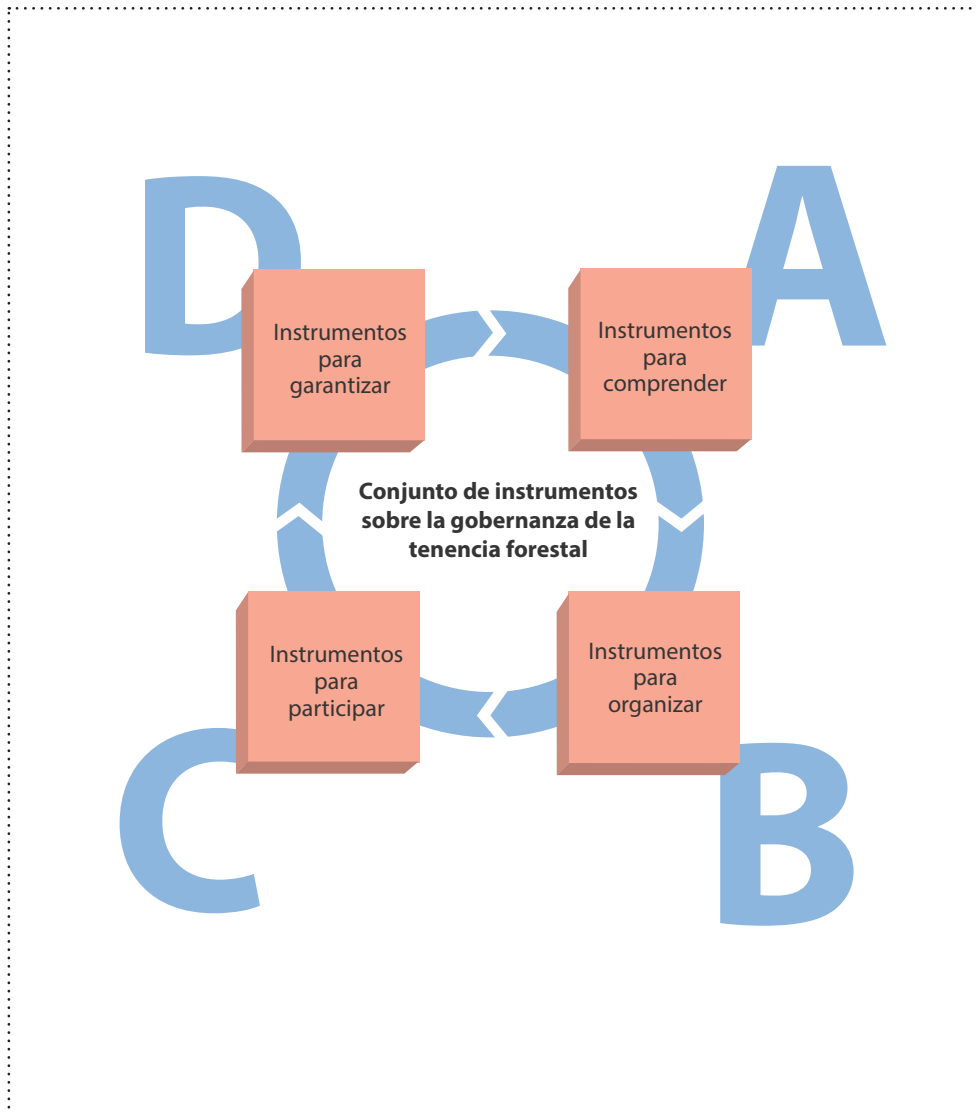 D
A
Instrumentos
para
garantizar
Instrumentos
para
comprender
Conjunto de instrumentos
sobre la gobernanza de la
tenencia forestal
Instrumentos
para
participar
Instrumentos
para
organizar
C
B